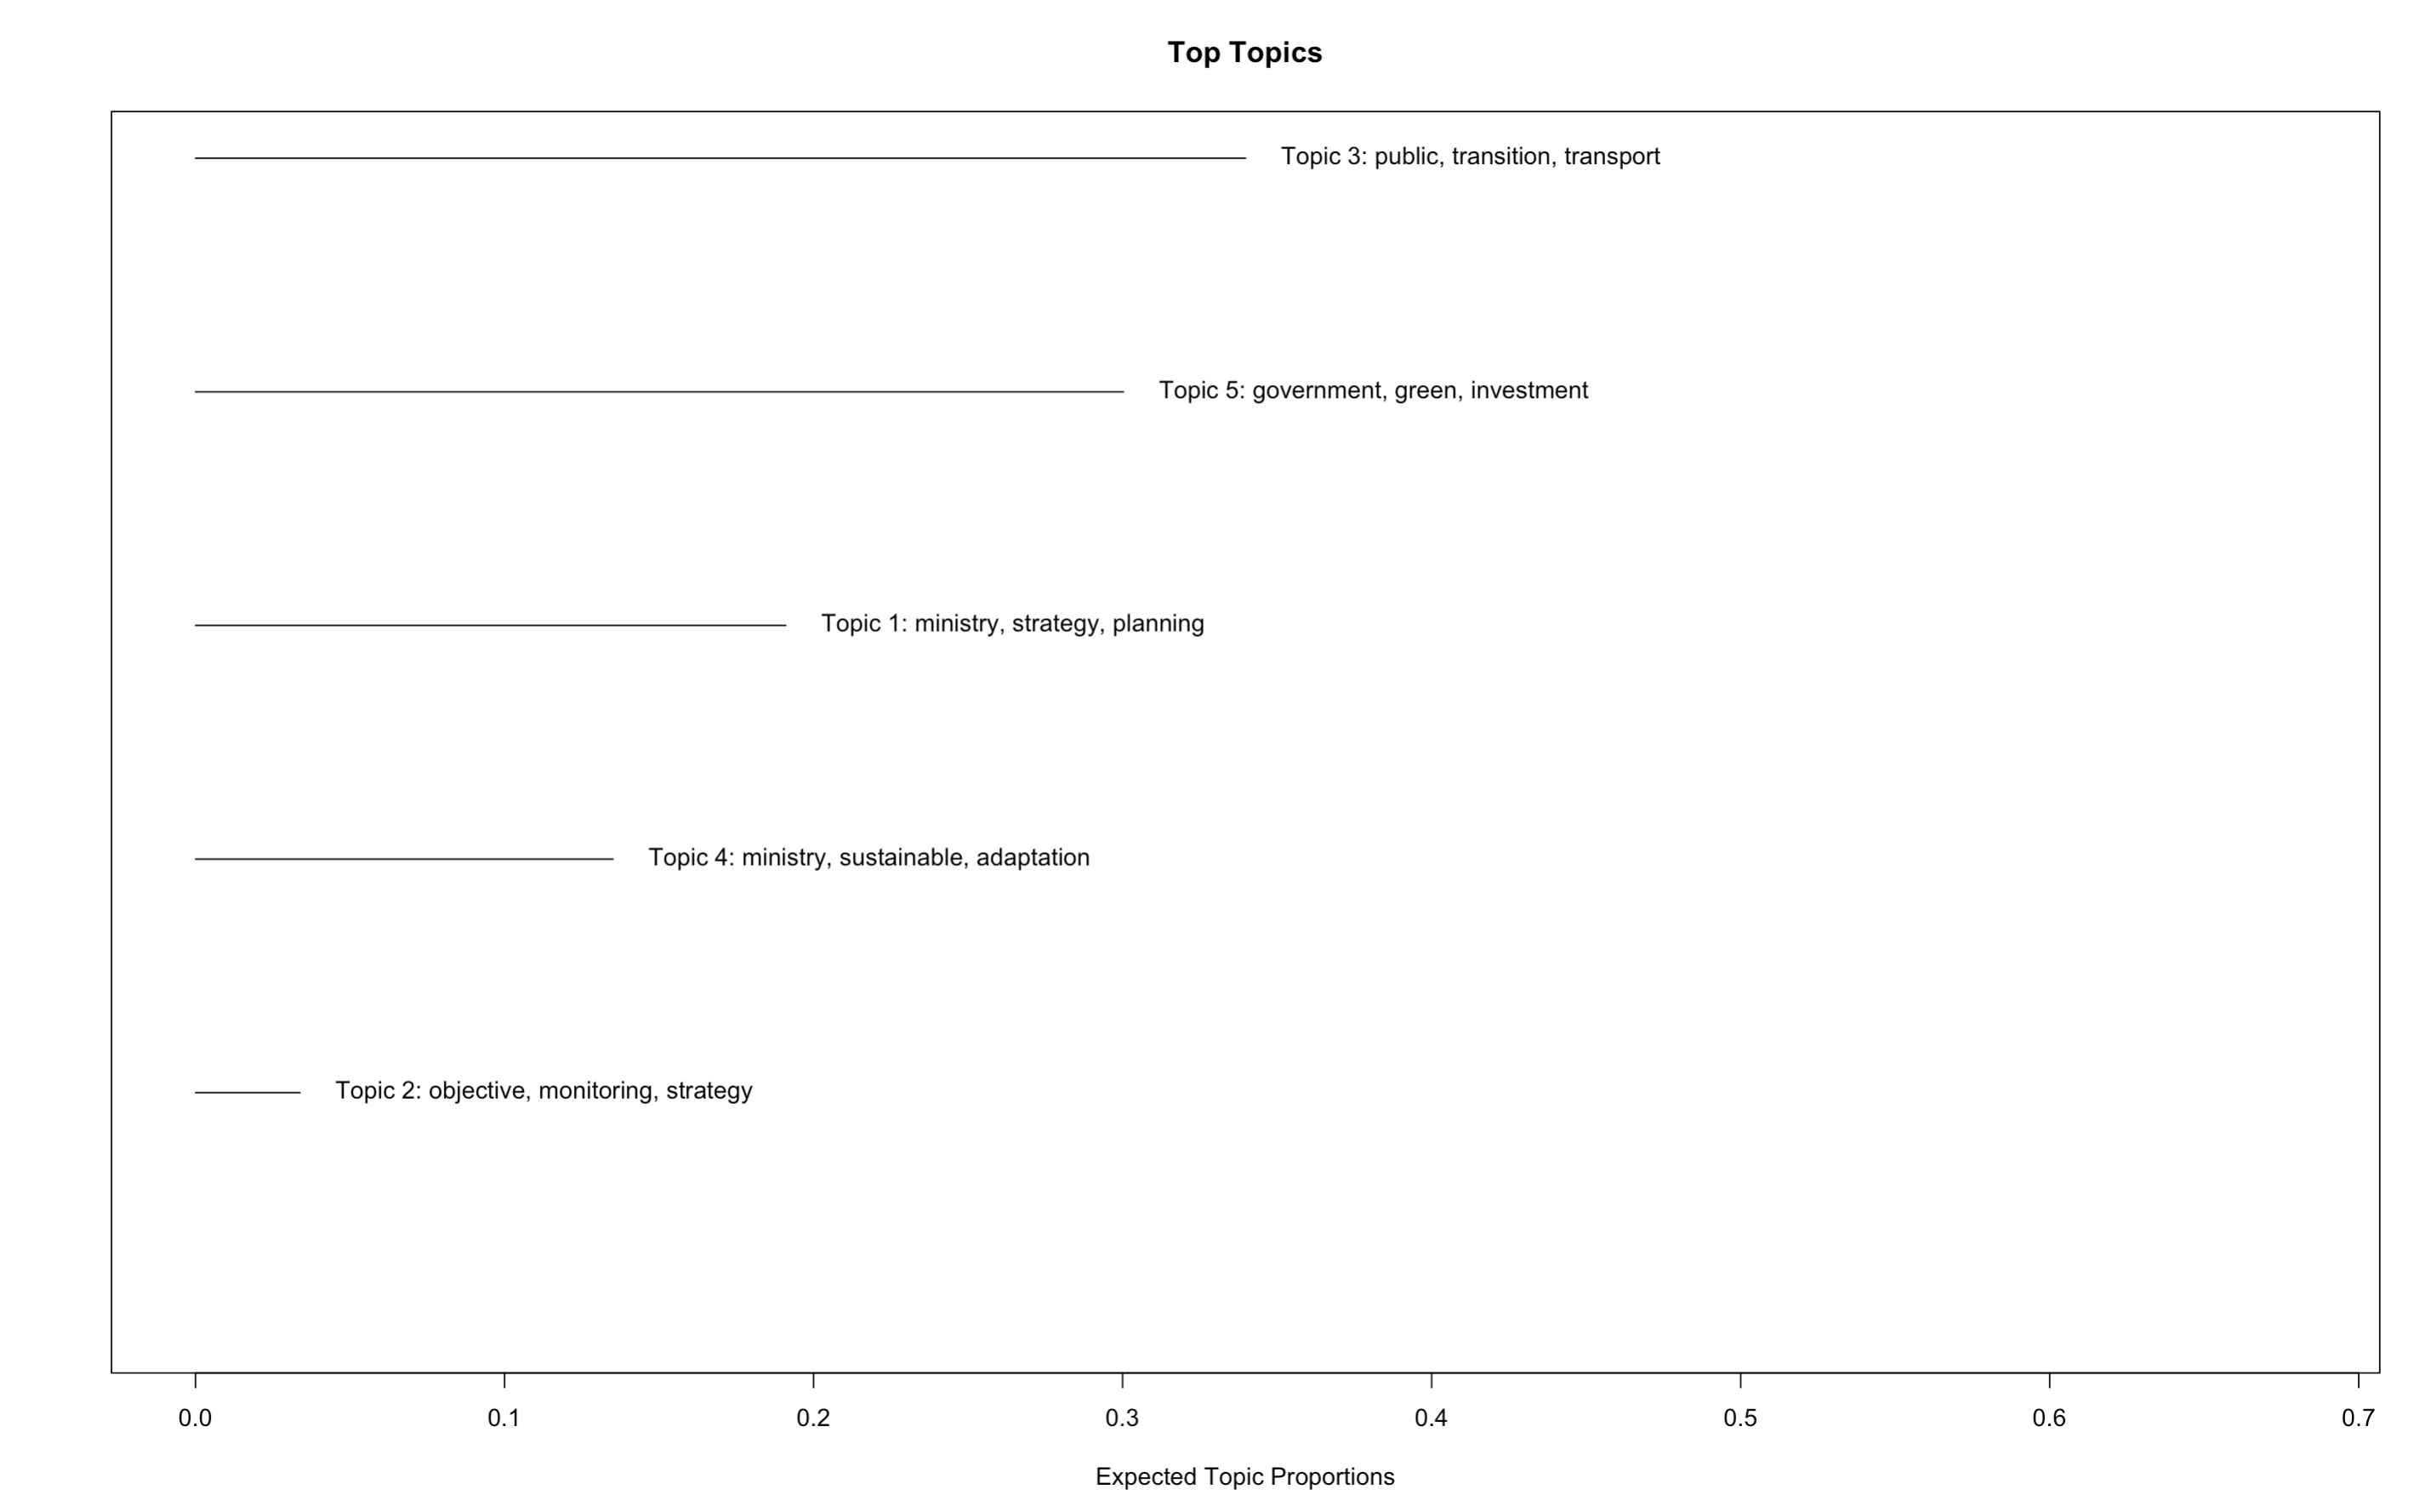 Top Topics
Topic 3: public, transition, transport
Topic 5: government, green, investment
Topic 1: ministry, strategy, planning
Topic 4: ministry, sustainable, adaptation
Topic 2: objective, monitoring, strategy
0.0 0.1 0.2 0.3 0.4 0.5 0.6 0.7
Expected Topic Proportions